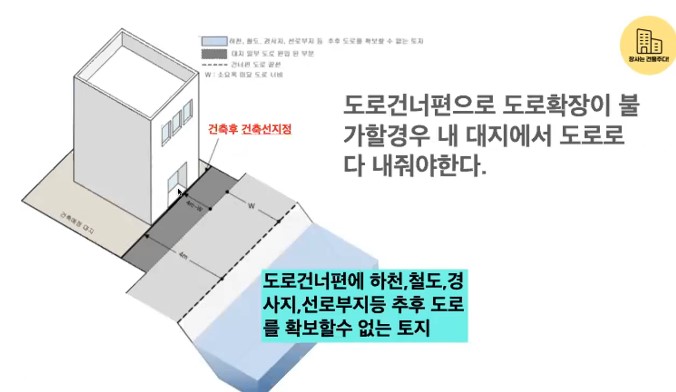 하천, 철도, 경사지, 선로부지 등 추후 도로를 확보할 수 없는 토지
대지 일부 도로 편입 된 부분
건너편 도로 끝선
W : 소요폭 미달 도로 너비
장사는 건물주다!
도로건너편으로 도로확장이 불
가할경우 내 대지에서 도로로
다 내줘야한다.
건축후 건축선지정
건축예정 대지
4m-W
W
4m
도로건너편에 하천,철도,경
사지,선로부지등 추후 도로
를 확보할수 없는 토지